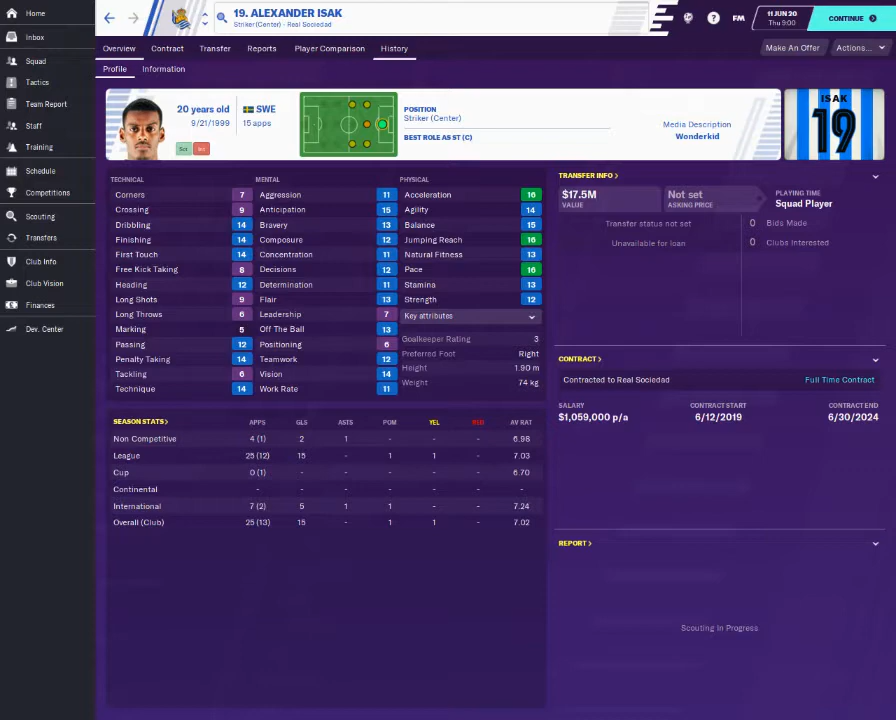 Home
Inbox
Squad
Tactics
Team Report
Staff
Training
Schedule
Competitions
Scouting
Transfers
Club Info
Club Vision
Finances
Dev. Center
19. ALEXANDER ISAK
Striker (Center) - Real Sociedad
FM
11 JUN 20
Thu 9:00
CONTINUE
Overview Contract Transfer Reports Player Comparison History
Make An Offer Actions...
Profile Information
20 years old
9/21/1999
SWE
15 apps
Sct
POSITION
Striker (Center)
BEST ROLE AS ST (C)
Media Description
Wonderkid
ISAK
19
TECHNICAL MENTAL PHYSICAL
Corners 7 Aggression 11 Acceleration 16
Crossing 9 Anticipation 15 Agility 14
Dribbling 14 Bravery 13 Balance 15
Finishing 14 Composure 12 Jumping Reach 16
First Touch 14 Concentration 11 Natural Fitness 13
Free Kick Taking 8 Decisions 12 Pace 16
Heading 12 Determination 11 Stamina 13
Long Shots 9 Flair 13 Strength 12
Long Throws 6 Leadership 7 Key attributes
Marking 5 Off The Ball 13
Goalkeeper Rating 3
Passing 12 Positioning 6 Preferred Foot Right
Penalty Taking 14 Teamwork 12 Height 1.90 m
Tackling 6 Vision 14 Weight 74 kg
Technique 14 Work Rate 11
SEASON STATS > APPS GLS ASTS POM YEL RED AV RAT
Non Competitive 4 (1) 2 1 - - - 6.98
League 25 (12) 15 - 1 1 - 7.03
Cup 0 (1) - - - - - 6.70
Continental - - - - - - -
International 7 (2) 5 1 1 - - 7.24
Overall (Club) 25 (13) 15 - 1 1 - 7.02
TRANSFER INFO >
$17.5M
VALUE
Not set
ASKING PRICE
PLAYING TIME
Squad Player
Transfer status not set
Unavailable for loan
0 Bids Made
0 Clubs Interested
CONTRACT >
Contracted to Real Sociedad Full Time Contract
SALARY CONTRACT START CONTRACT END
$1,059,000 p/a 6/12/2019 6/30/2024
REPORT >
Scouting In Progress